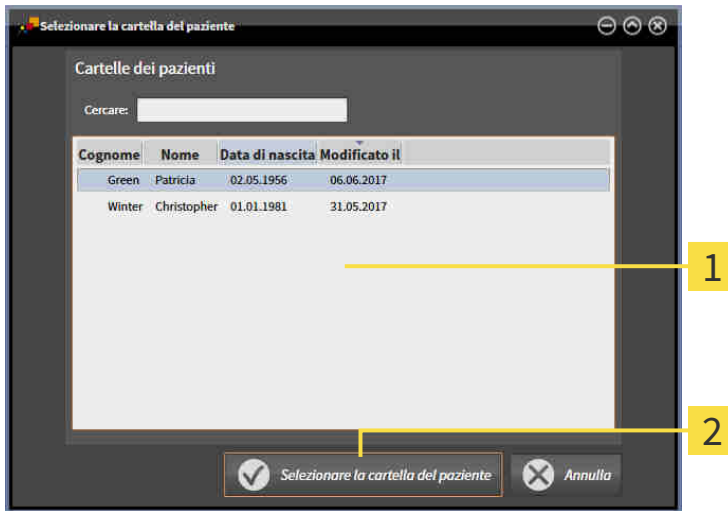 Selezionare la cartella del paziente
Cartelle dei pazienti
Cercare:
Cognome Nome Data di nascita Modificato il
Green Patricia 02.05.1956 06.06.2017
Winter Christopher 01.01.1981 31.05.2017
1
2
Selezionare la cartella del paziente Annulla